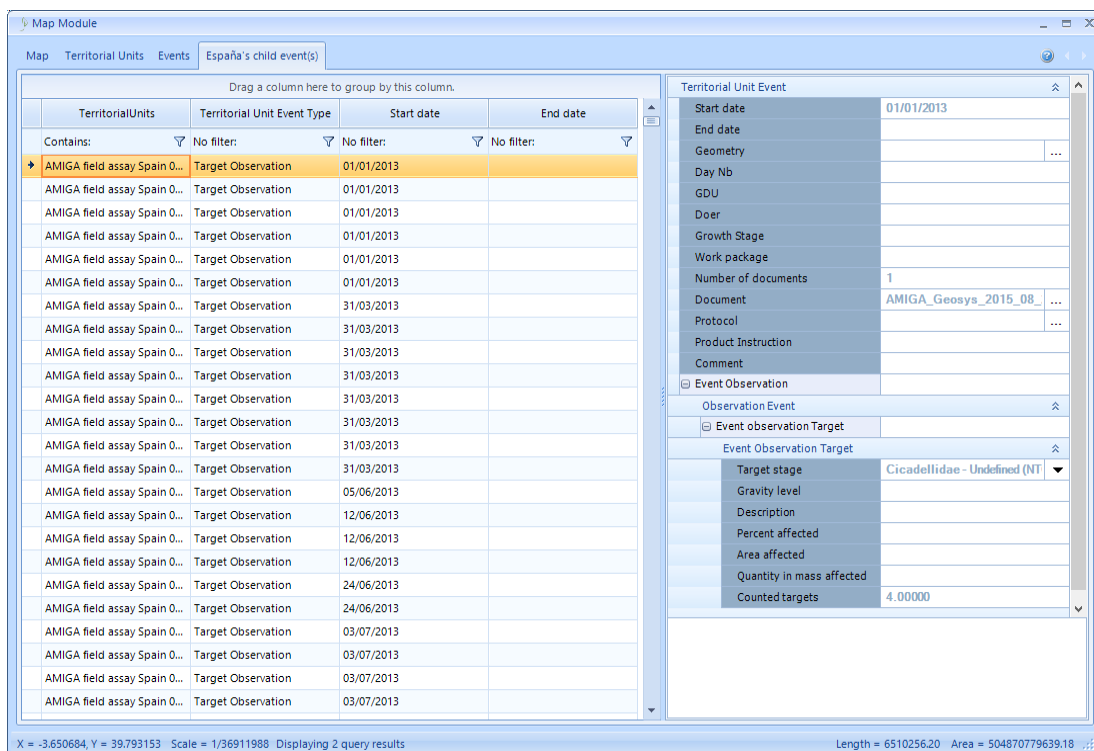 Map Module
Map Territorial Units Events España's child event(s)
Drag a column here to group by this column.
TerritorialUnits Territorial Unit Event Type Start date End date
Contains: No filter: No filter: No filter:
AMIGA field assay Spain 0... Target Observation 01/01/2013
AMIGA field assay Spain 0... Target Observation 01/01/2013
AMIGA field assay Spain 0... Target Observation 01/01/2013
AMIGA field assay Spain 0... Target Observation 01/01/2013
AMIGA field assay Spain 0... Target Observation 01/01/2013
AMIGA field assay Spain 0... Target Observation 01/01/2013
AMIGA field assay Spain 0... Target Observation 31/03/2013
AMIGA field assay Spain 0... Target Observation 31/03/2013
AMIGA field assay Spain 0... Target Observation 31/03/2013
AMIGA field assay Spain 0... Target Observation 31/03/2013
AMIGA field assay Spain 0... Target Observation 31/03/2013
AMIGA field assay Spain 0... Target Observation 31/03/2013
AMIGA field assay Spain 0... Target Observation 31/03/2013
AMIGA field assay Spain 0... Target Observation 31/03/2013
AMIGA field assay Spain 0... Target Observation 05/06/2013
AMIGA field assay Spain 0... Target Observation 12/06/2013
AMIGA field assay Spain 0... Target Observation 12/06/2013
AMIGA field assay Spain 0... Target Observation 12/06/2013
AMIGA field assay Spain 0... Target Observation 24/06/2013
AMIGA field assay Spain 0... Target Observation 24/06/2013
AMIGA field assay Spain 0... Target Observation 03/07/2013
AMIGA field assay Spain 0... Target Observation 03/07/2013
AMIGA field assay Spain 0... Target Observation 03/07/2013
AMIGA field assay Spain 0... Target Observation 03/07/2013
Territorial Unit Event
Start date 01/01/2013
End date
Geometry ...
Day Nb
GDU
Doer
Growth Stage
Work package
Number of documents 1
Document AMIGA_Geosys_2015_08_ ...
Protocol ...
Product Instruction
Comment
Event Observation
Observation Event
Event observation Target
Event Observation Target
Target stage Cicadellidae - Undefined (NT
Gravity level
Description
Percent affected
Area affected
Quantity in mass affected
Counted targets 4.00000
X = -3.650684, Y = 39.793153 Scale = 1/36911988 Displaying 2 query results Length = 6510256.20 Area = 504870779639.18